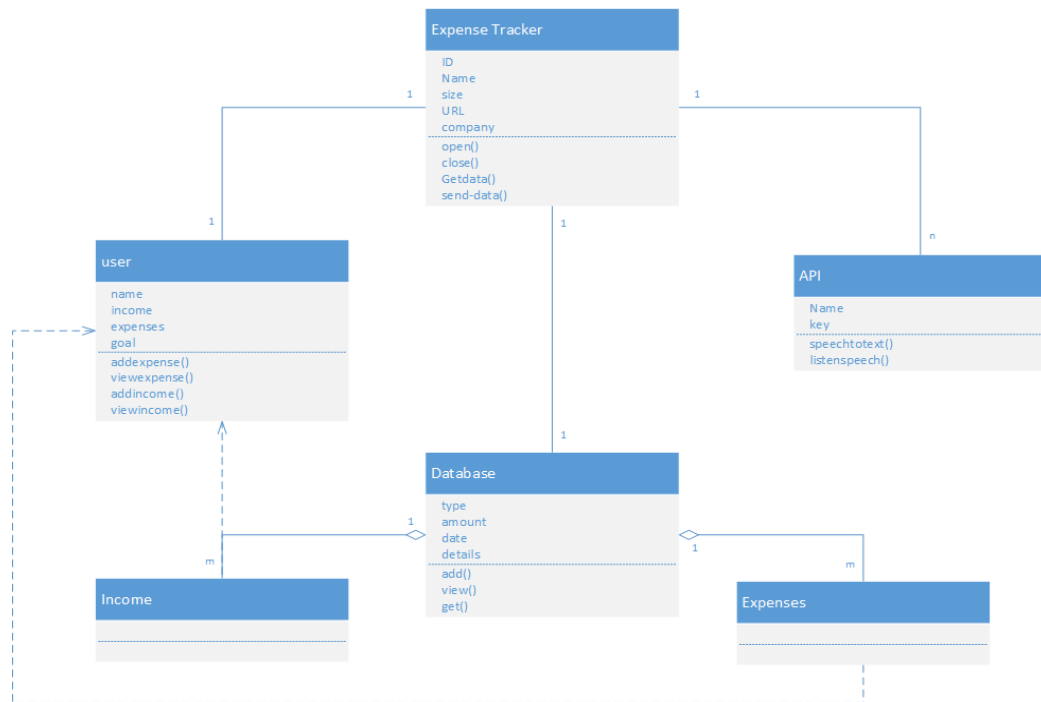 Expense Tracker
ID
Name
size
URL
company
open()
close()
Getdata()
send-data()
1
1
1
1
n
user
name
income
expenses
goal
addexpense()
viewexpense()
addincome()
viewincome()
API
Name
key
speechtotext()
listenspeech()
1
Database
type
amount
date
details
add()
view()
get()
1
1
m
m
Income
Expenses